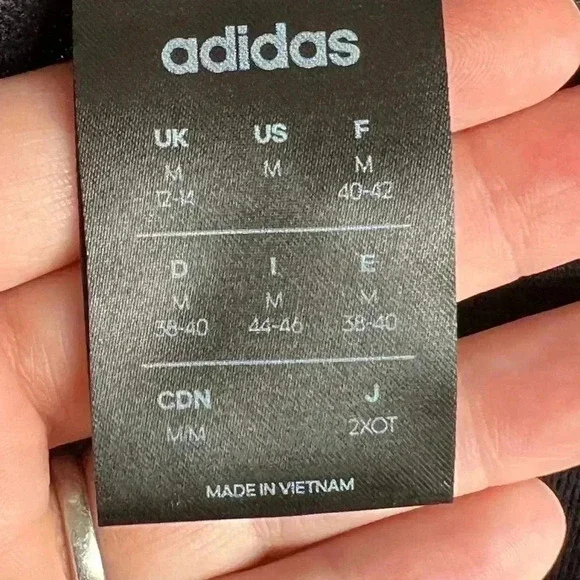 adidas
UK US F
M M M
12-14 40-42
D I E
M M M
38-40 44-46 38-40
CDN J
M/M 2XOT
MADE IN VIETNAM